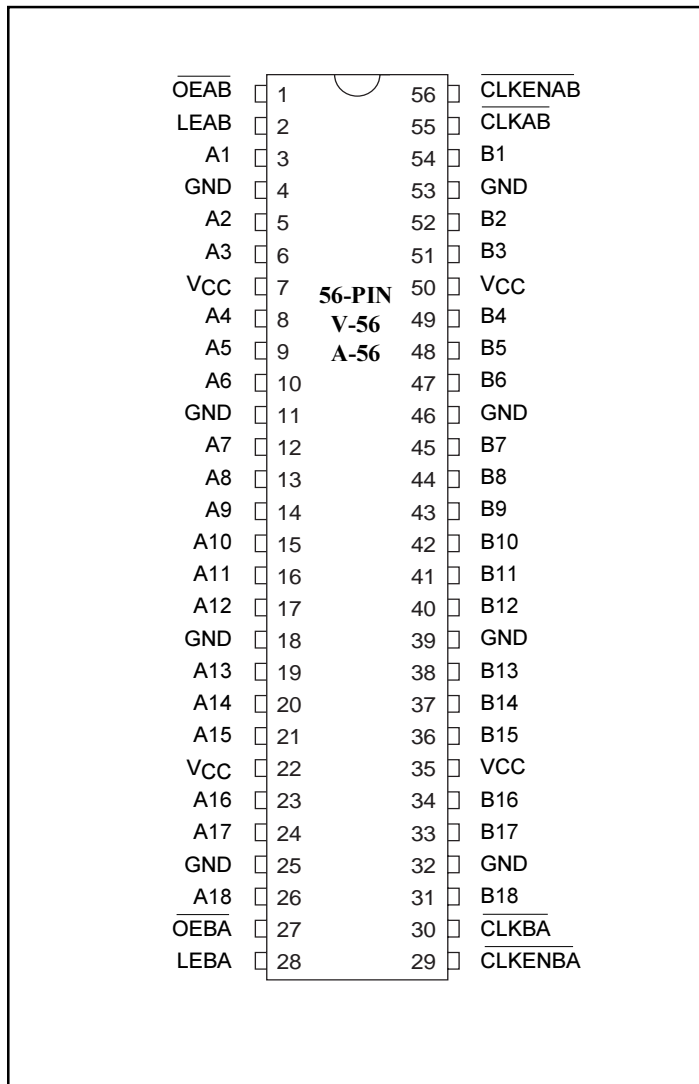 OEAB 1 56 CLKENAB
LEAB 2 55 CLKAB
A1 3 54 B1
GND 4 53 GND
A2 5 52 B2
A3 6 51 B3
VCC 7 56-PIN 50 VCC
A4 8 V-56 49 B4
A5 9 A-56 48 B5
A6 10 47 B6
GND 11 46 GND
A7 12 45 B7
A8 13 44 B8
A9 14 43 B9
A10 15 42 B10
A11 16 41 B11
A12 17 40 B12
GND 18 39 GND
A13 19 38 B13
A14 20 37 B14
A15 21 36 B15
VCC 22 35 VCC
A16 23 34 B16
A17 24 33 B17
GND 25 32 GND
A18 26 31 B18
OEBA 27 30 CLKBA
LEBA 28 29 CLKENBA